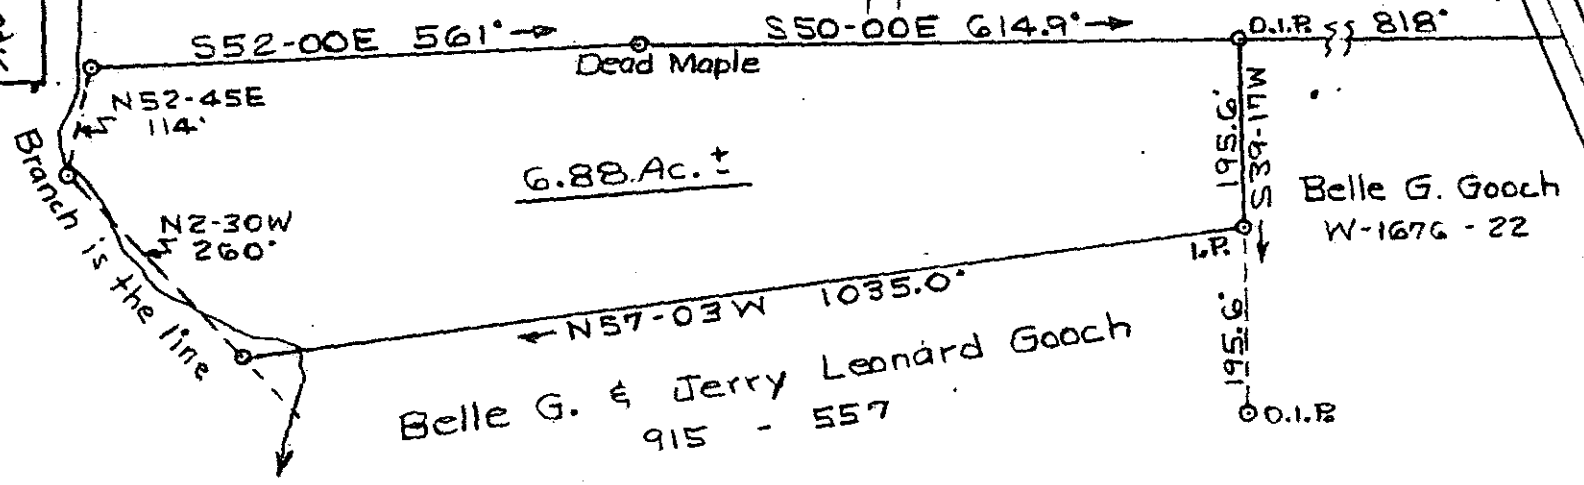 S52-00E 561'
S50-00E 614.9'
O.I.P.
818'
Dead Maple
N52-45E
114'
195.6'
S39-17W
6.88 Ac. ±
Belle G. Gooch
W-1676 - 22
Branch is the line
N2-30W
260'
I.P.
N57-03W 1035.0'
195.6'
Belle G. & Jerry Leonard Gooch
915 - 557
O.I.P.